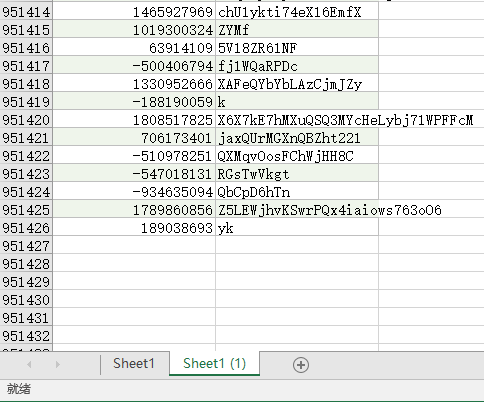 951414 1465927969 chU1ykti74eX16EmfX
951415 1019300324 ZYMf
951416 63914109 5V18ZR61NF
951417 -500406794 fj1WQaRPDc
951418 1330952666 XAFeQYbYbLAzCjmJZy
951419 -188190059 k
951420 1808517825 X6X7kE7hMXuQSQ3MYcHeLybj71WPFFcM
951421 706173401 jaxQUrMGXnQBZht221
951422 -510978251 QXMqvOosFChWjHH8C
951423 -547018131 RGsTwVkgt
951424 -934635094 QbCpD6hTn
951425 1789860856 Z5LEWjhvKSwrPQx4iaiows763oO6
951426 189038693 yk
951427
951428
951429
951430
951431
951432
Sheet1 Sheet1 (1)
就绪